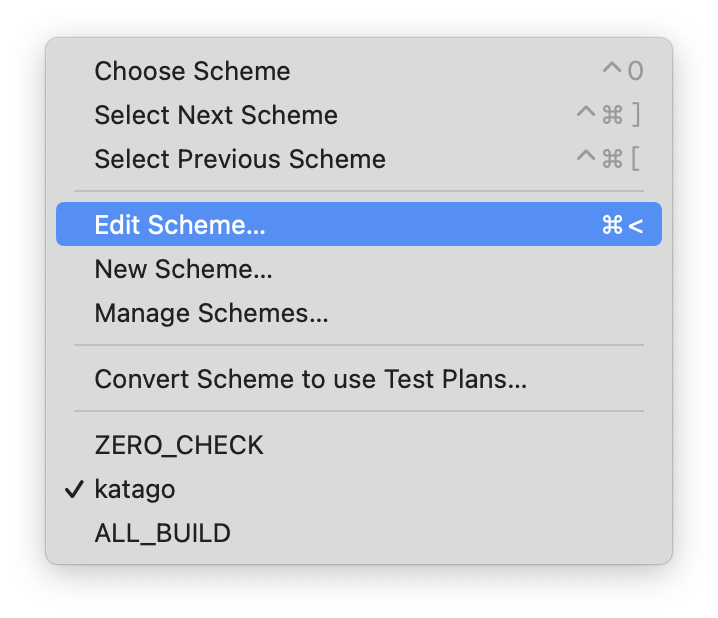 Choose Scheme ^0
Select Next Scheme ^⌘]
Select Previous Scheme ^⌘[
Edit Scheme... ⌘<
New Scheme...
Manage Schemes...
Convert Scheme to use Test Plans...
ZERO_CHECK
✓ katago
ALL_BUILD